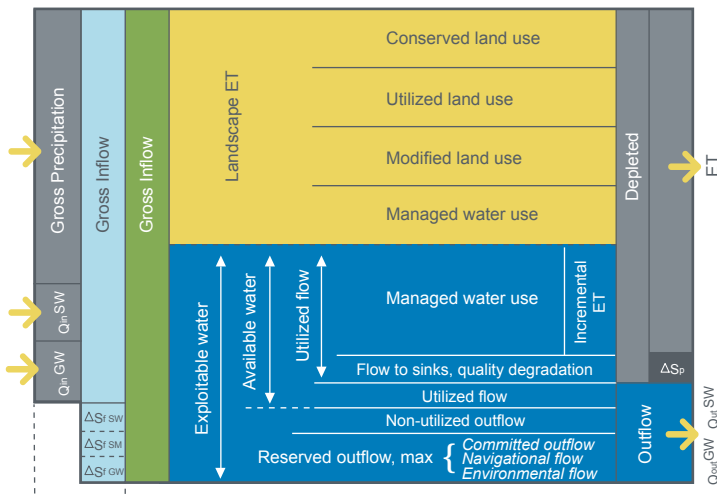 Gross Precipitation
Qin SW
Qin GW
Gross Inflow
ΔSf SW
ΔSf SM
ΔSf GW
Gross Inflow
Landscape ET
Conserved land use
Utilized land use
Modified land use
Managed water use
Exploitable water
Available water
Utilized flow
Managed water use
Incremental
ET
Flow to sinks, quality degradation
Utilized flow
Non-utilized outflow
Reserved outflow, max {
Committed outflow
Navigational flow
Environmental flow
Depleted
Outflow
ΔSp
ET
Qut SW
QoutGW